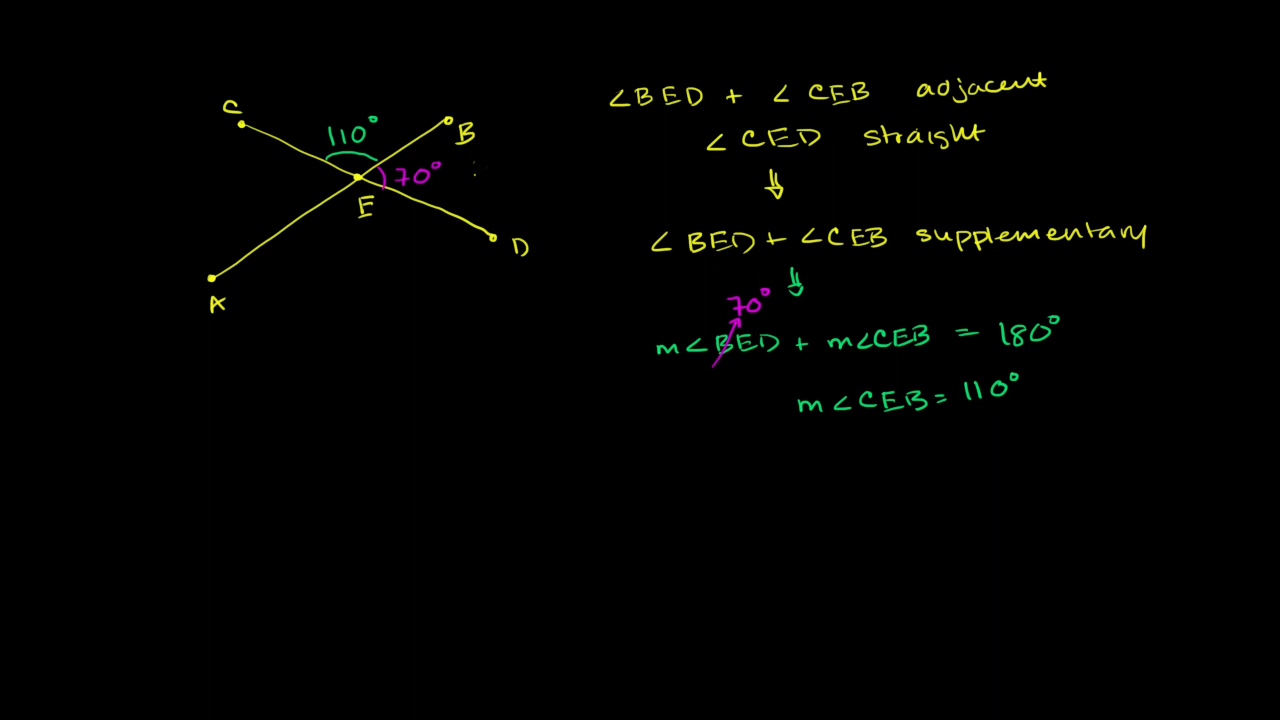 C
110°
B
70°
E
D
A
∠BED + ∠CEB adjacent
∠CED straight
⇓
∠BED + ∠CEB supplementary
⇓
70°
m∠BED + m∠CEB = 180°
m∠CEB = 110°